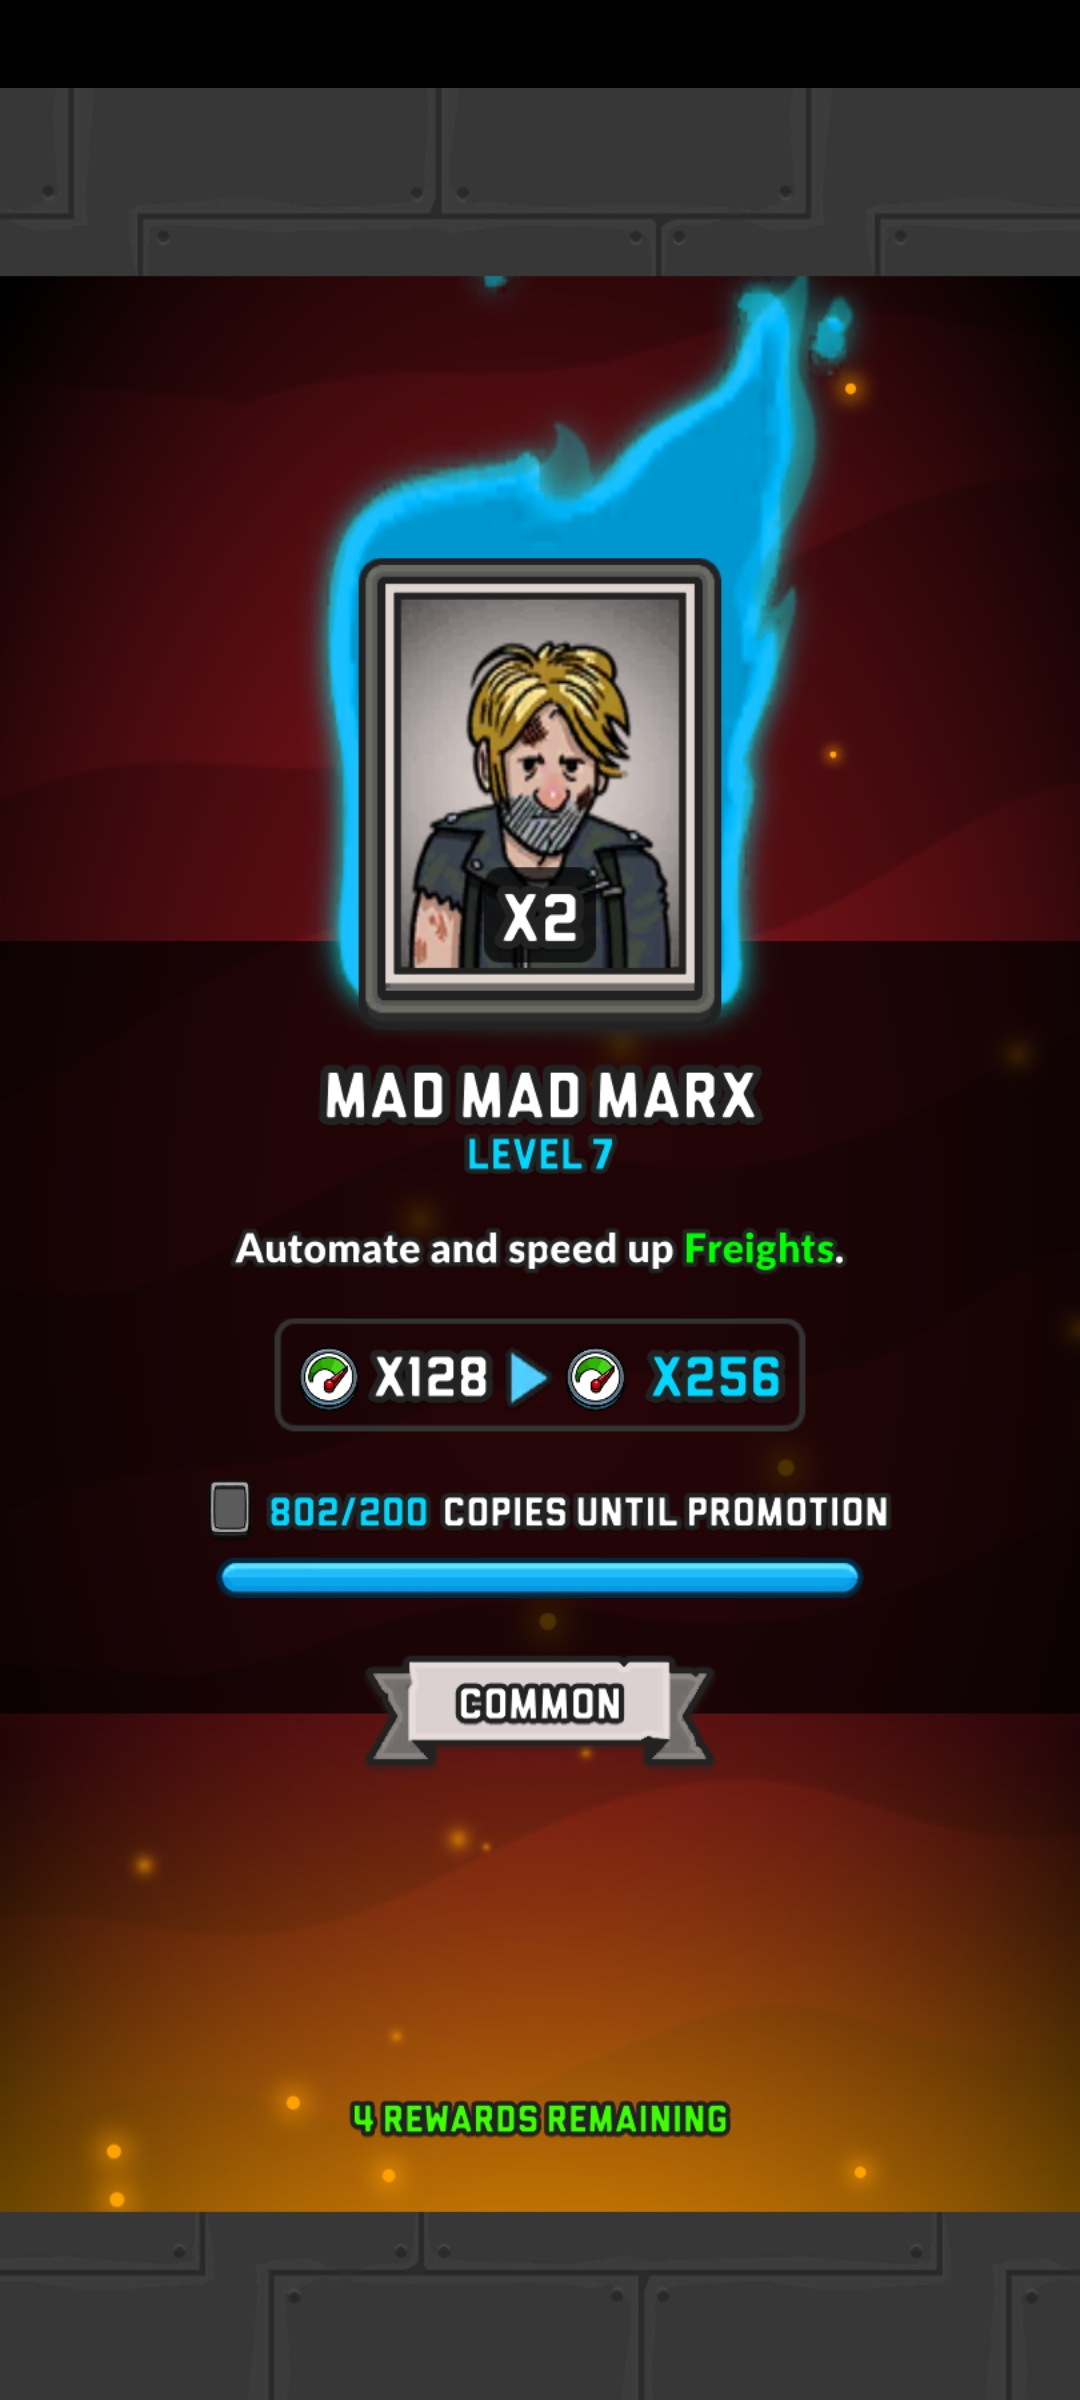 X2
MAD MAD MARX
LEVEL 7
Automate and speed up Freights.
X128 X256
802/200 COPIES UNTIL PROMOTION
COMMON
4 REWARDS REMAINING